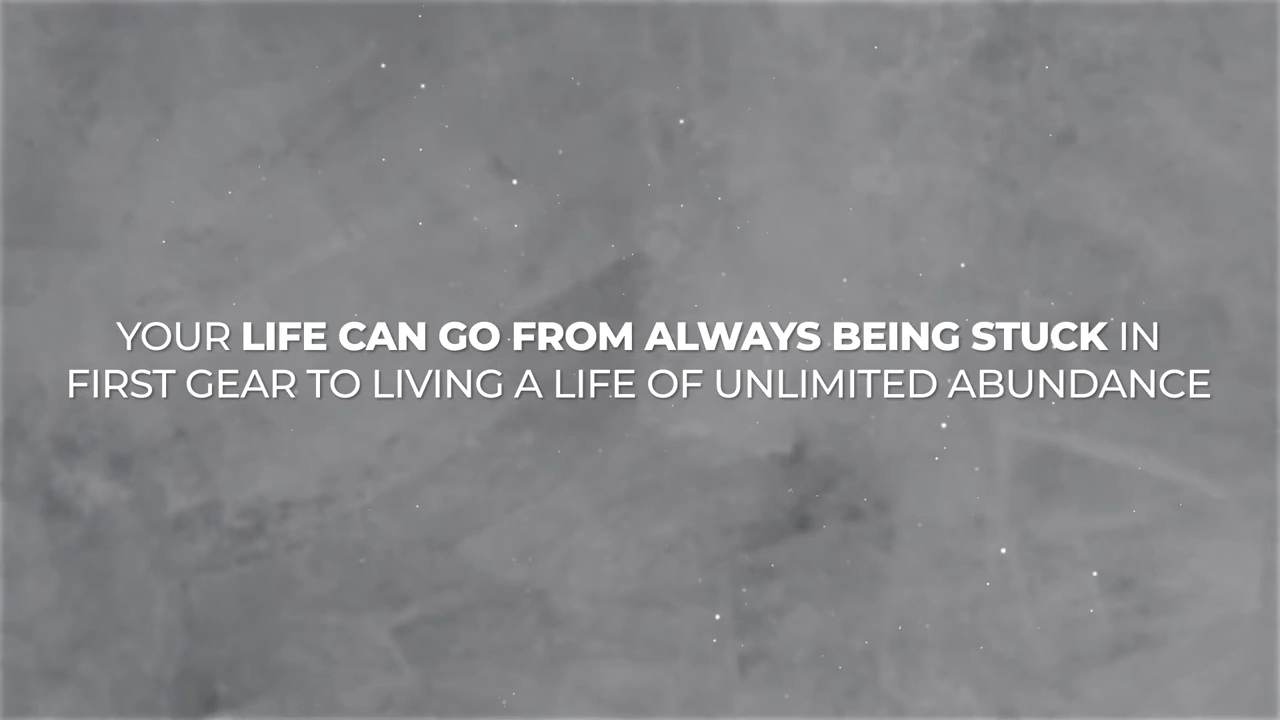 YOUR LIFE CAN GO FROM ALWAYS BEING STUCK IN
FIRST GEAR TO LIVING A LIFE OF UNLIMITED ABUNDANCE